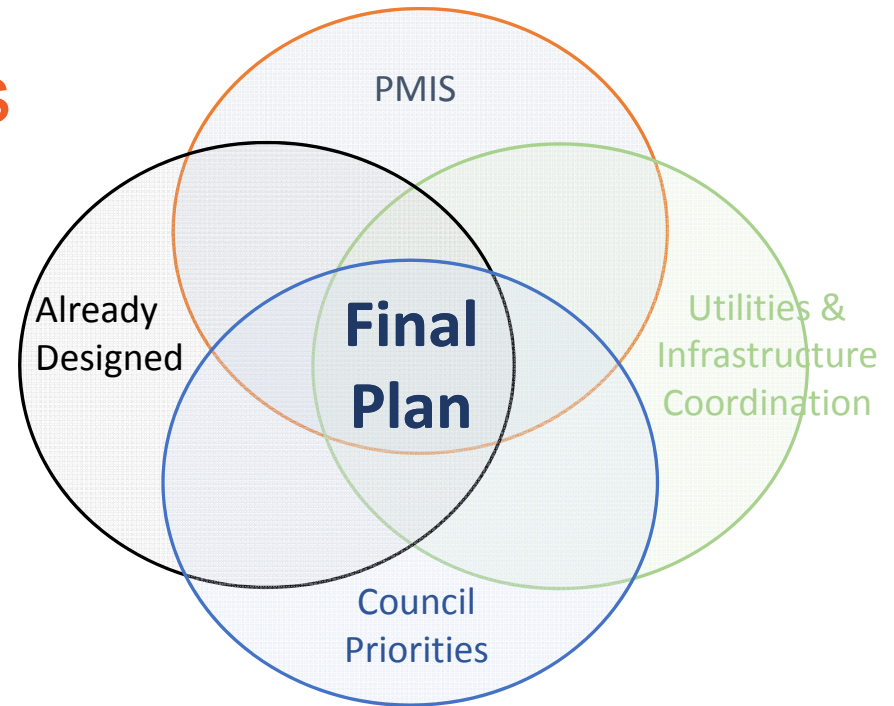 s
PMIS
Already
Designed
Final
Plan
Utilities &
Infrastructure
Coordination
Council
Priorities